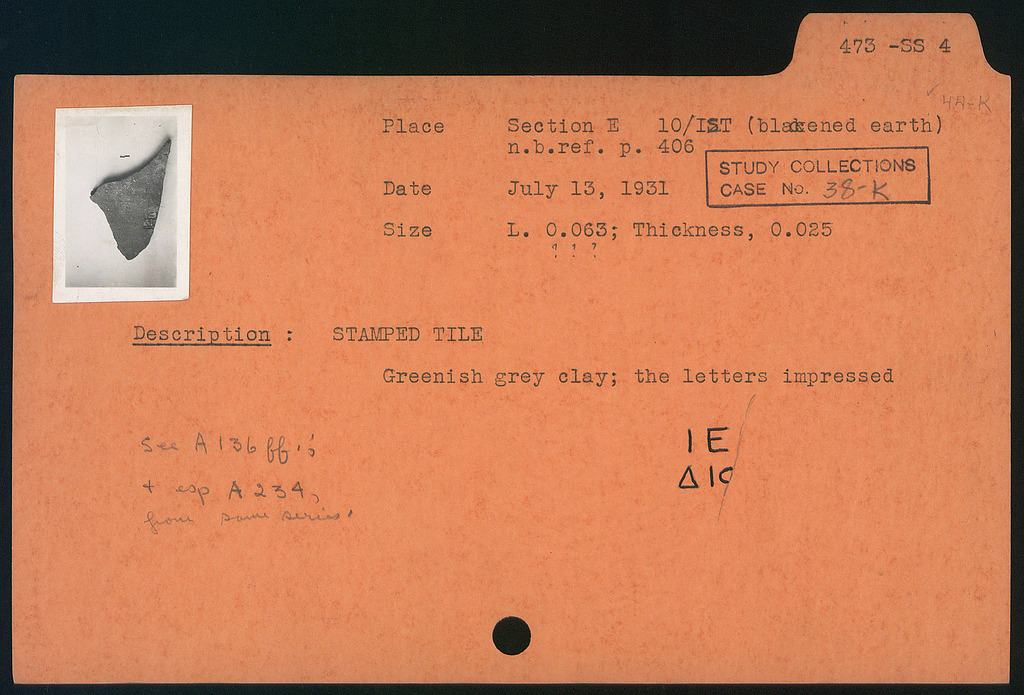 473 -SS 4
4A-K
Place Section E 10/IST (blackened earth)
n.b.ref. p. 406
STUDY COLLECTIONS
CASE No. 38-K
Date July 13, 1931
Size L. 0.063; Thickness, 0.025
? ? ?
Description : STAMPED TILE
Greenish grey clay; the letters impressed
See A 136 ff.;
+ esp A 234,
from same series.
Ι Ε
Δ Ι Ϲ